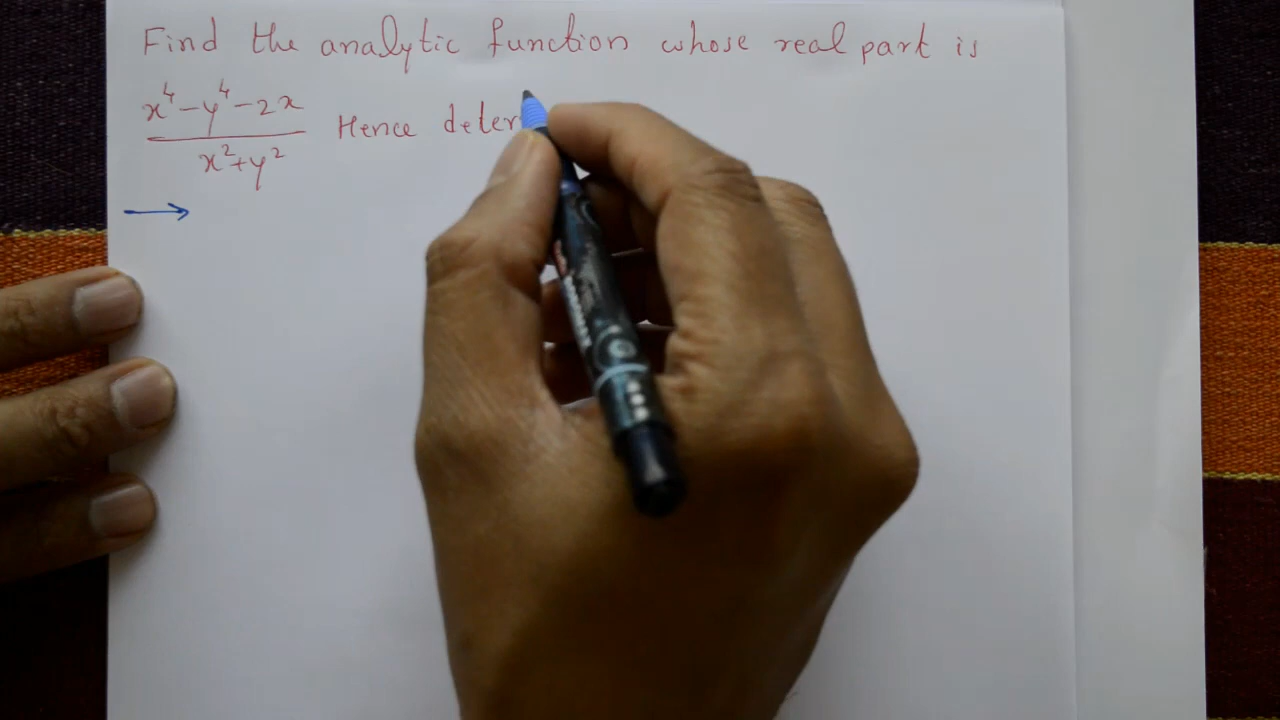 Find the analytic function whose real part is
x⁴-y⁴-2x
x²+y² Hence deter